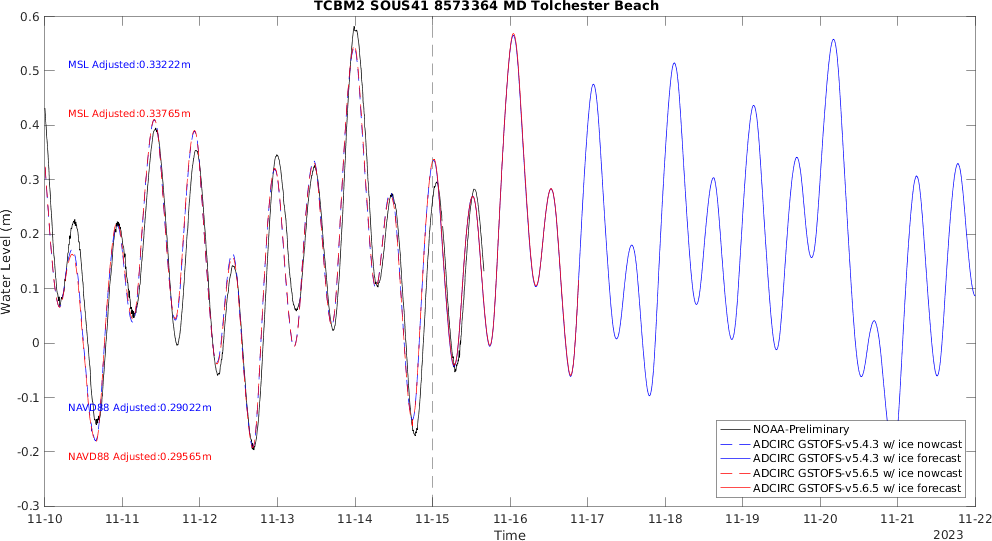 TCBM2 SOUS41 8573364 MD Tolchester Beach
0.6
0.5
0.4
0.3
0.2
0.1
0
-0.1
-0.2
-0.3
Water Level (m)
MSL Adjusted:0.33222m
MSL Adjusted:0.33765m
NAVD88 Adjusted:0.29022m
NAVD88 Adjusted:0.29565m
NOAA-Preliminary
ADCIRC GSTOFS-v5.4.3 w/ ice nowcast
ADCIRC GSTOFS-v5.4.3 w/ ice forecast
ADCIRC GSTOFS-v5.6.5 w/ ice nowcast
ADCIRC GSTOFS-v5.6.5 w/ ice forecast
11-10 11-11 11-12 11-13 11-14 11-15 11-16 11-17 11-18 11-19 11-20 11-21 11-22
Time
2023